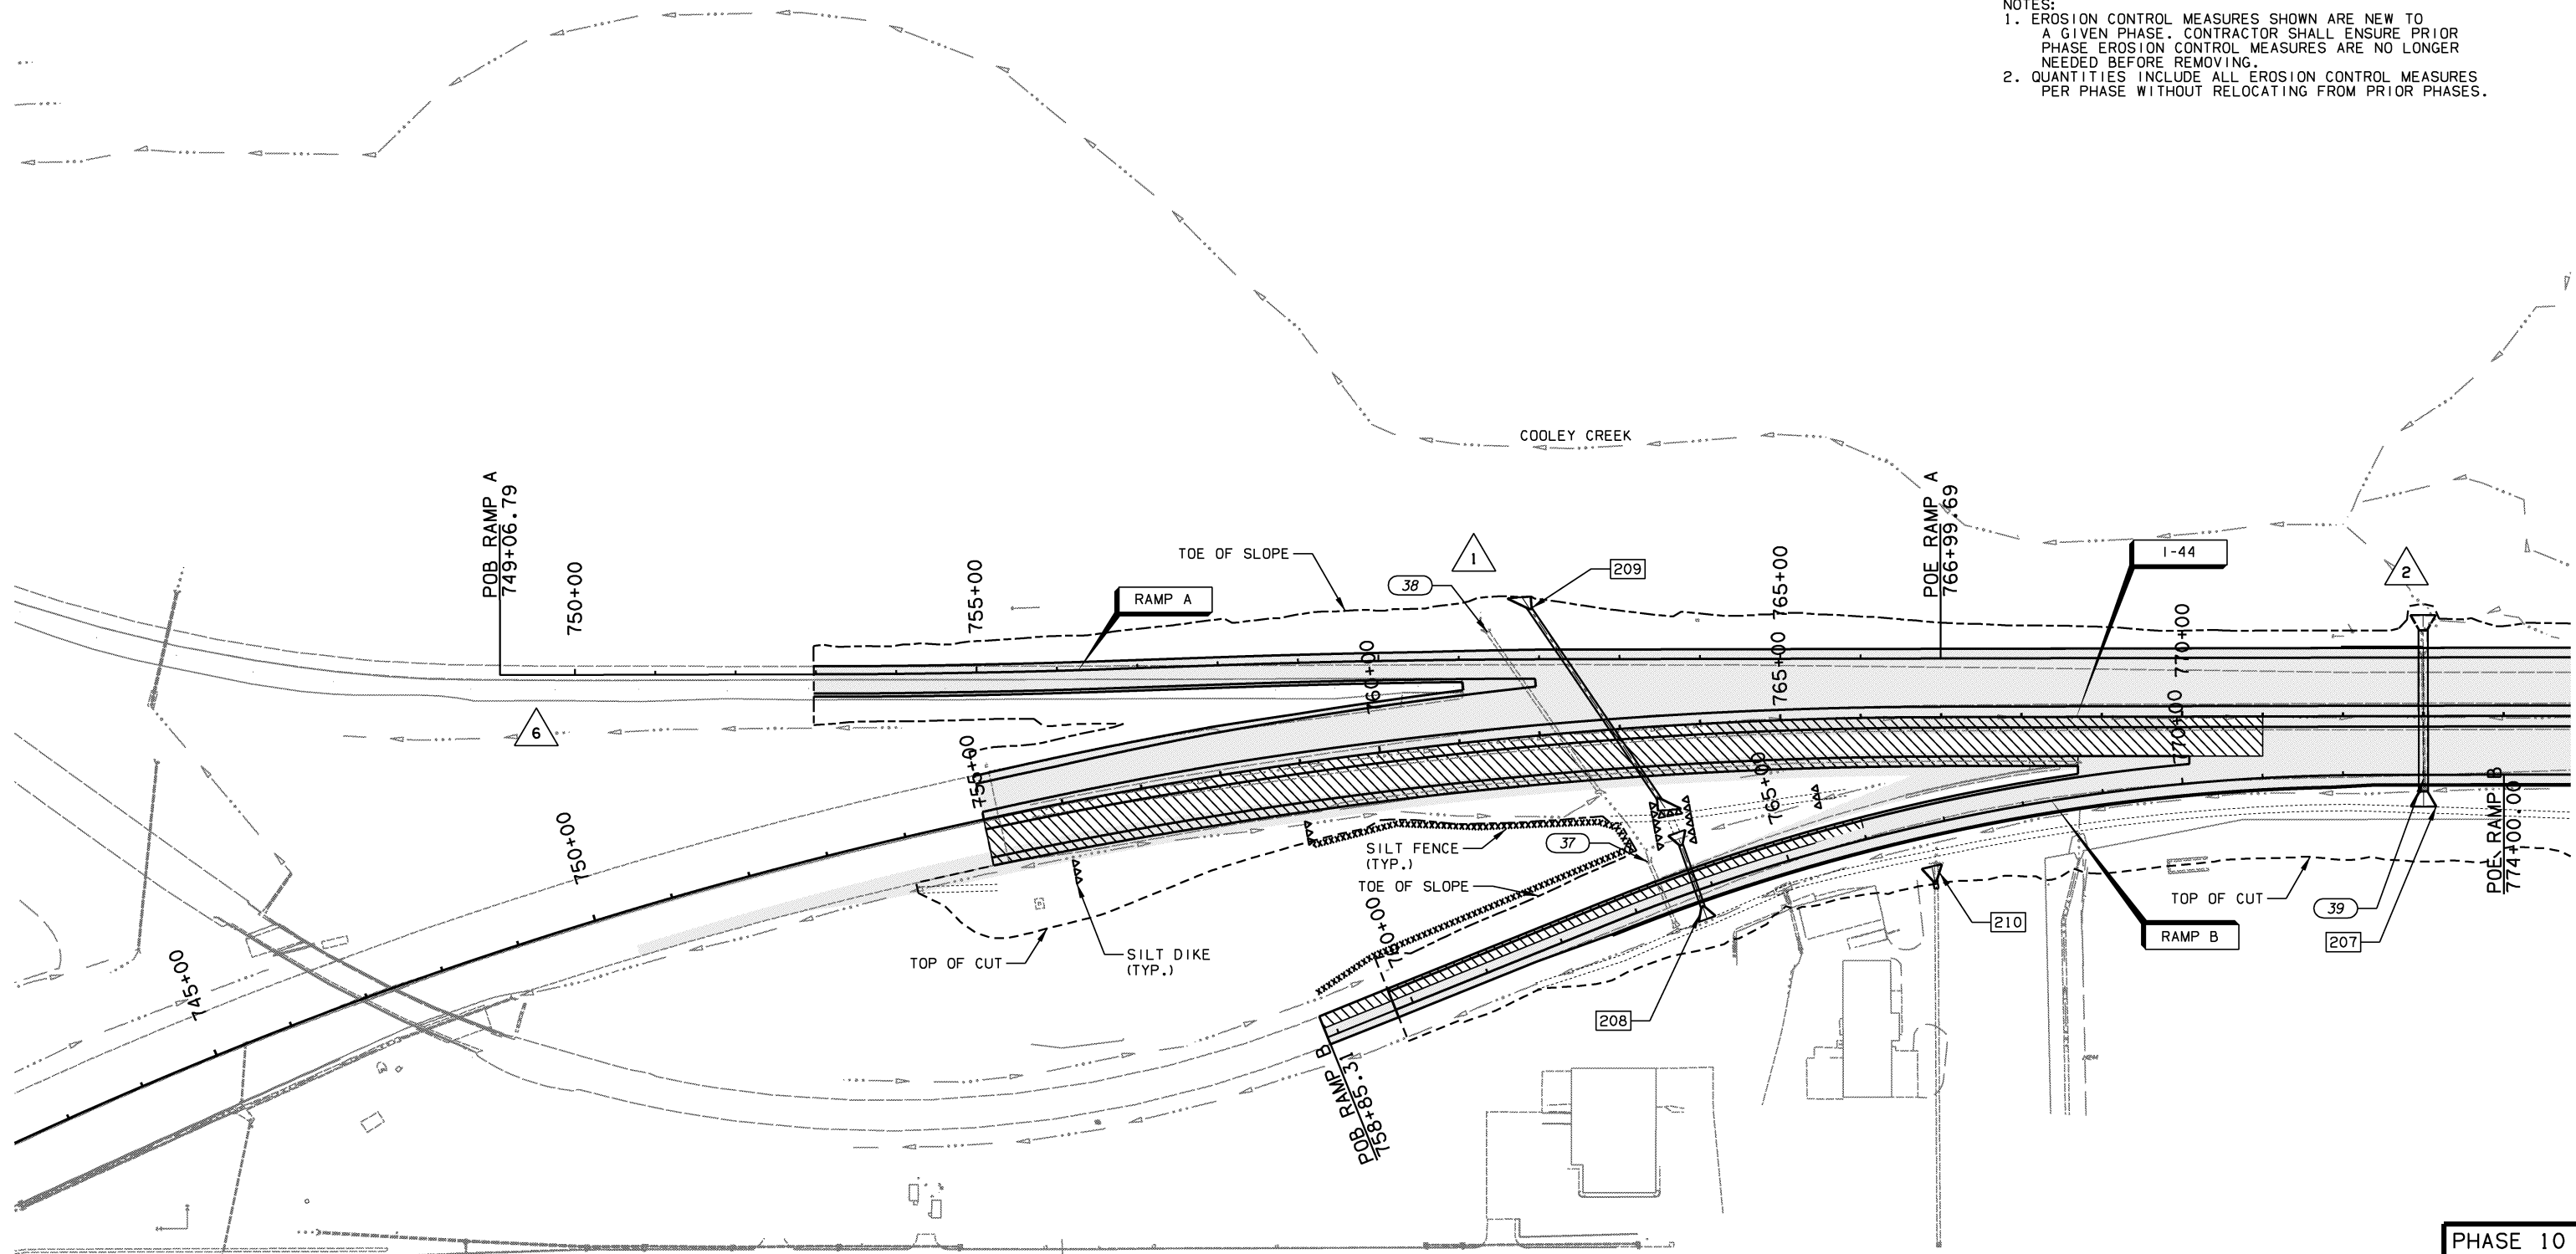 NOTES:
1. EROSION CONTROL MEASURES SHOWN ARE NEW TO
A GIVEN PHASE. CONTRACTOR SHALL ENSURE PRIOR
PHASE EROSION CONTROL MEASURES ARE NO LONGER
NEEDED BEFORE REMOVING.
2. QUANTITIES INCLUDE ALL EROSION CONTROL MEASURES
PER PHASE WITHOUT RELOCATING FROM PRIOR PHASES.
COOLEY CREEK
POB RAMP A
749+06.79
750+00
755+00
TOE OF SLOPE
1
38
209
765+00
POE RAMP A
766+99.69
I-44
2
RAMP A
770+00
760+00
765+00
770+00
6
755+00
750+00
745+00
765+00
SILT FENCE
(TYP.)
37
TOE OF SLOPE
760+00
TOP OF CUT
SILT DIKE
(TYP.)
208
210
TOP OF CUT
RAMP B
39
207
POE RAMP B
774+00.00
POB RAMP B
758+85.31
PHASE 10